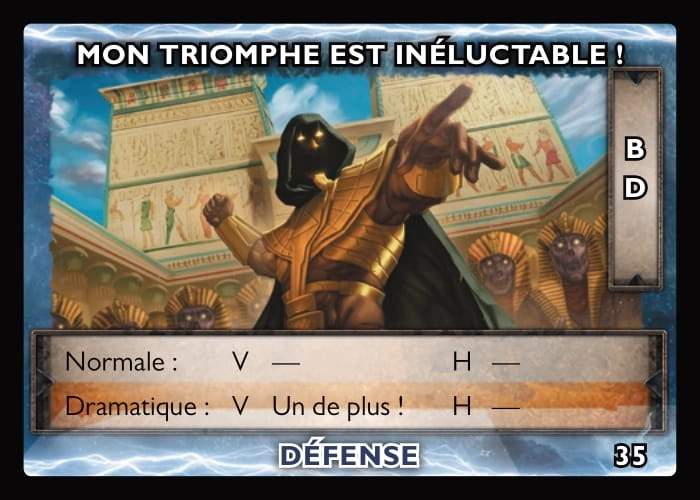 MON TRIOMPHE EST INÉLUCTABLE !
B
D
Normale : V — H —
Dramatique : V Un de plus ! H —
DÉFENSE
35